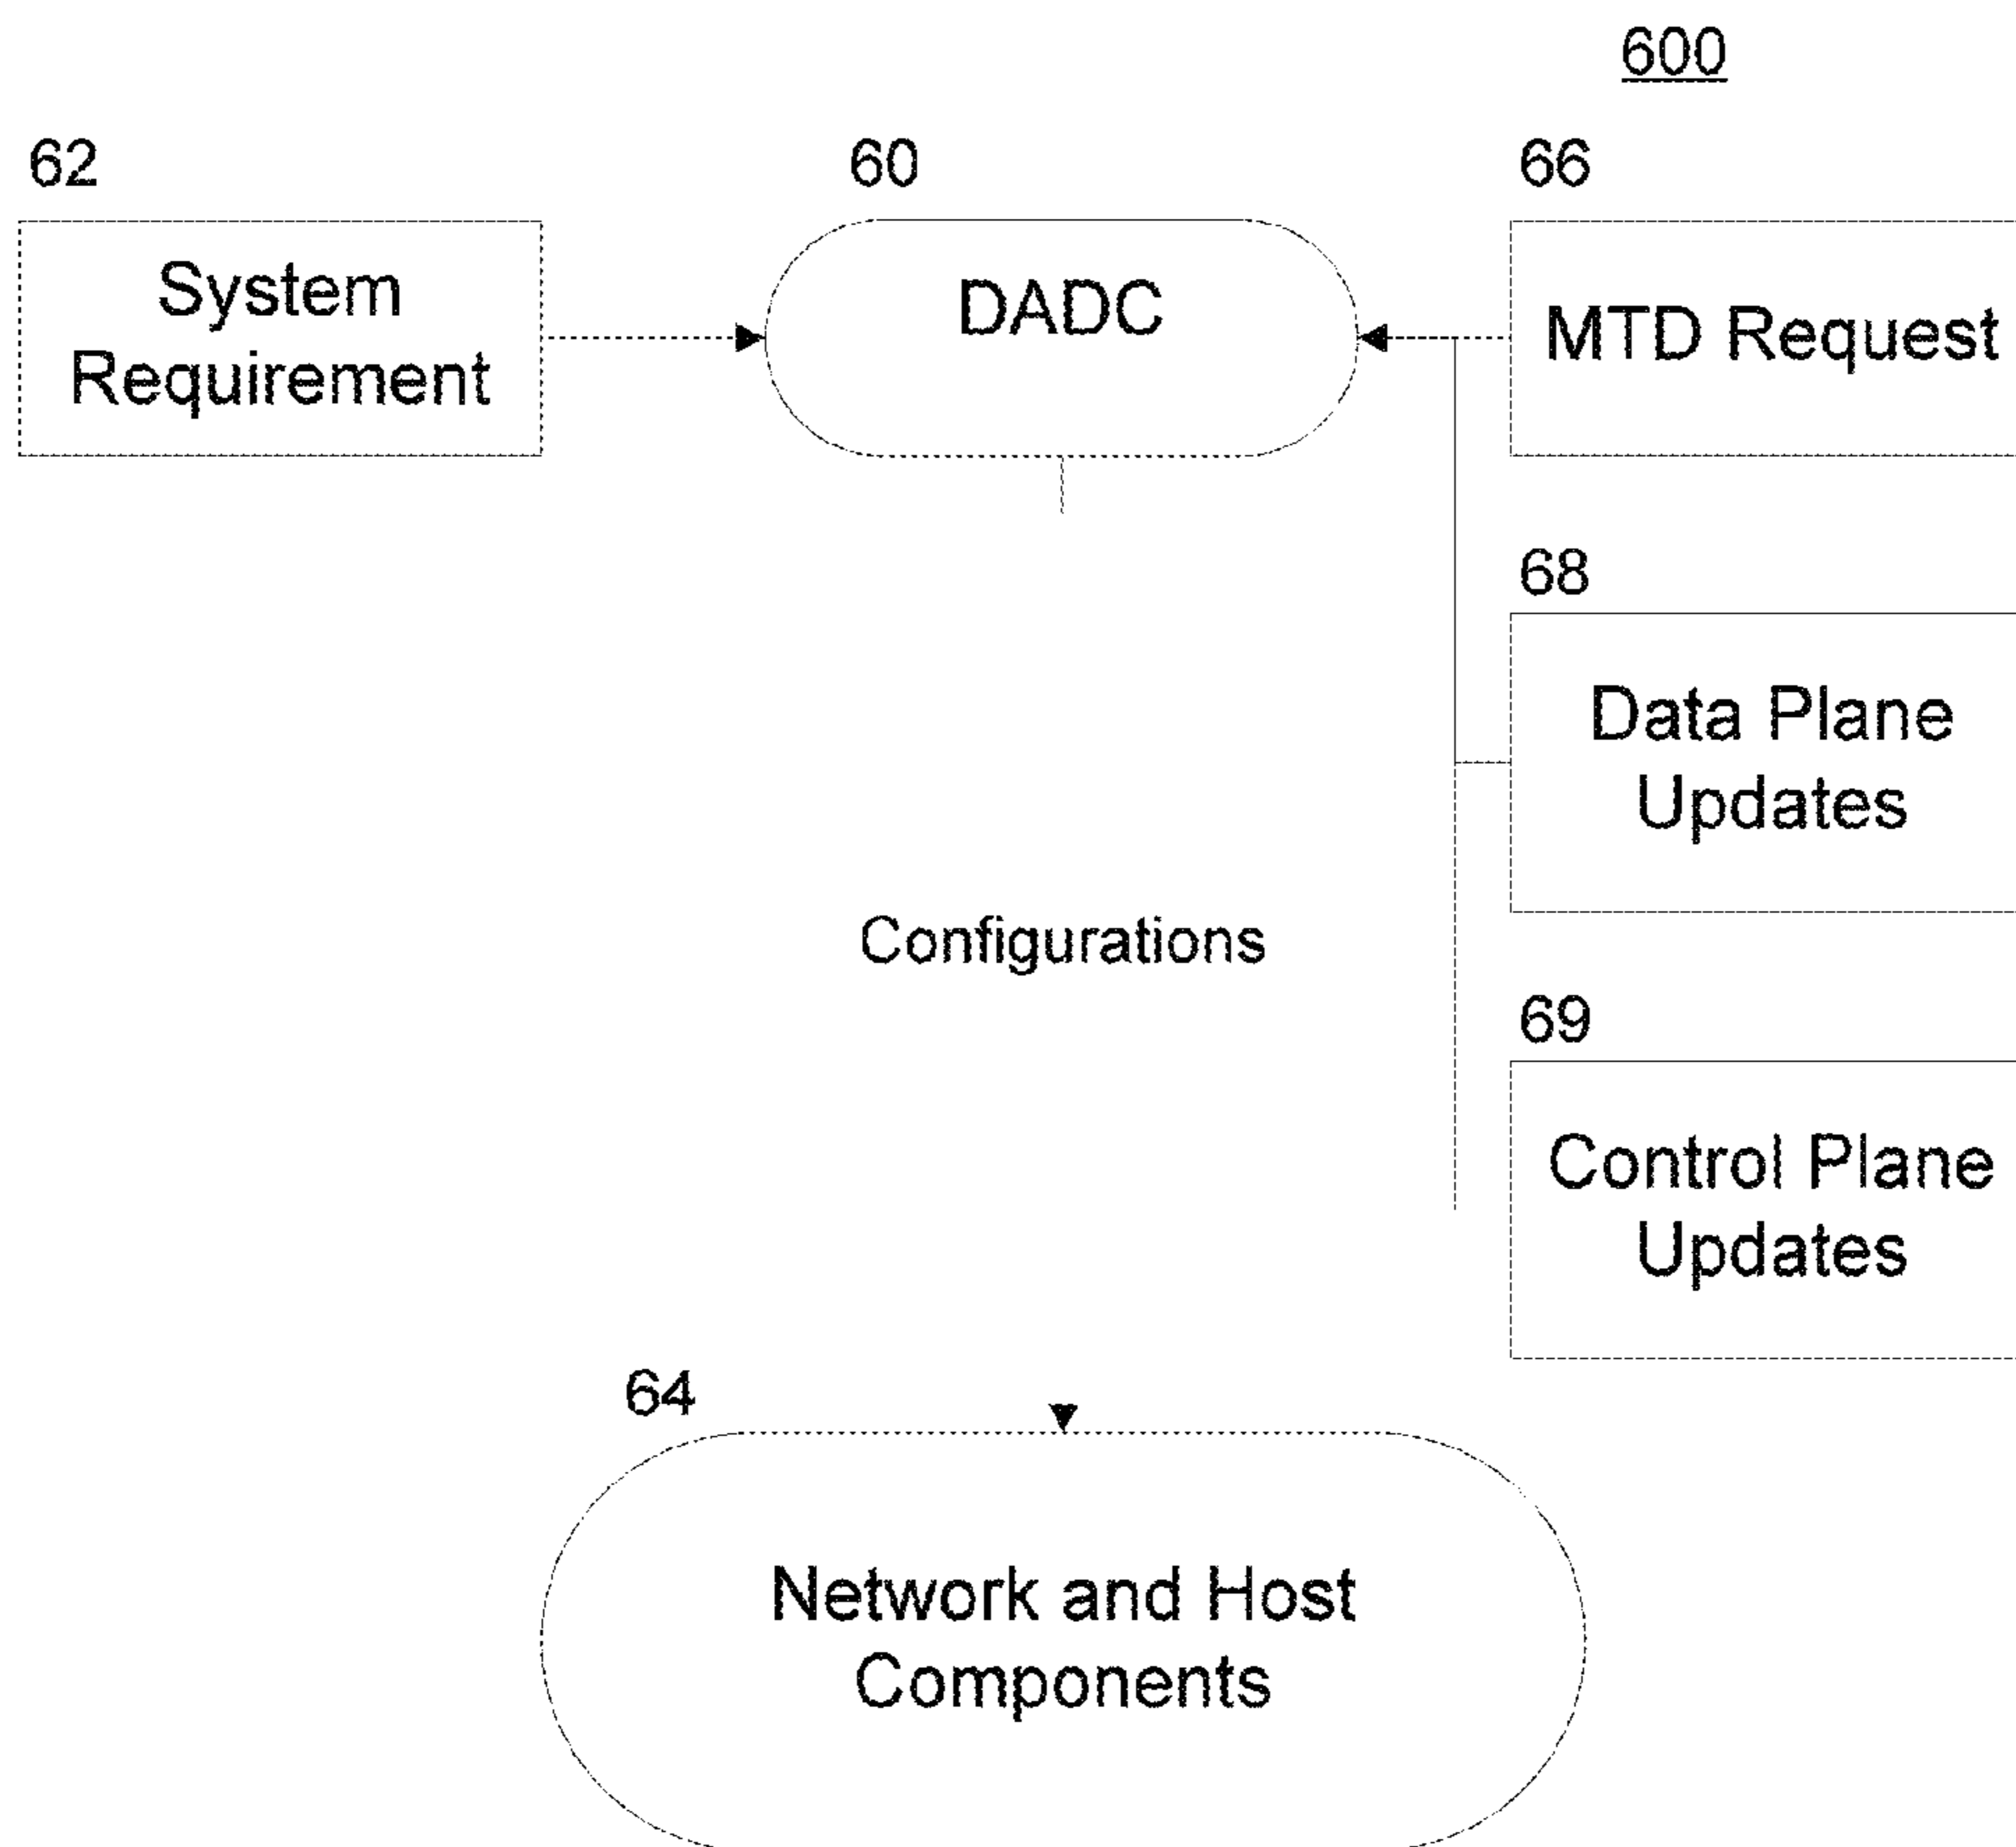 600
62
60
66
System
Requirement
DADC
MTD Request
68
Data Plane
Updates
Configurations
69
Control Plane
Updates
64
Network and Host
Components